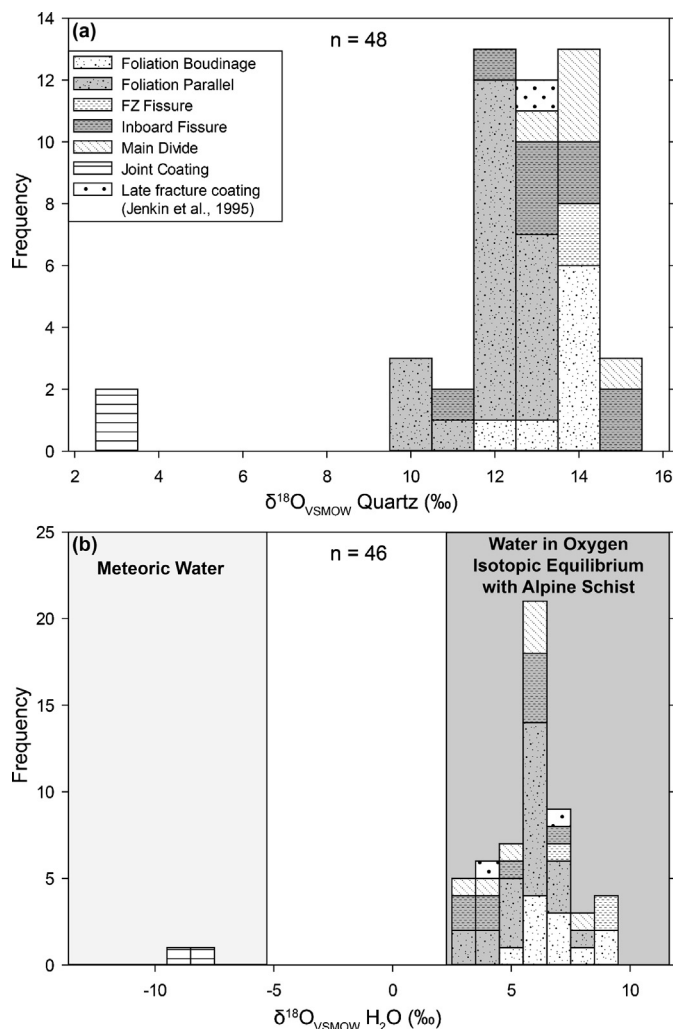 (a)
n = 48
Foliation Boudinage
Foliation Parallel
FZ Fissure
Inboard Fissure
Main Divide
Joint Coating
Late fracture coating
(Jenkin et al., 1995)
Frequency
14
12
10
8
6
4
2
0
2 4 6 8 10 12 14 16
δ¹⁸O_VSMOW Quartz (‰)
(b)
n = 46
Meteoric Water
Water in Oxygen
Isotopic Equilibrium
with Alpine Schist
Frequency
25
20
15
10
5
0
-10 -5 0 5 10
δ¹⁸O_VSMOW H₂O (‰)